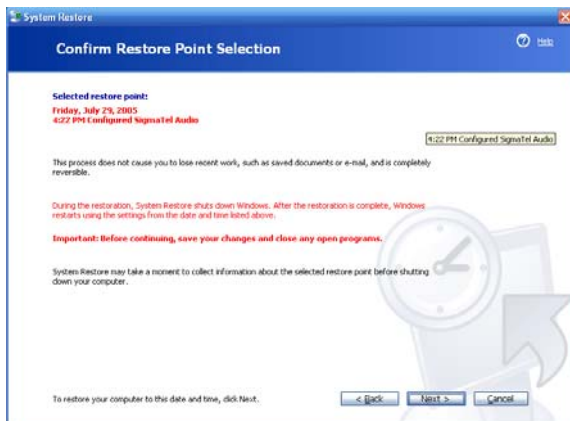 System Restore
Confirm Restore Point Selection
Help
Selected restore point:
Friday, July 29, 2005
4:22 PM Configured SigmaTel Audio
4:22 PM Configured SigmaTel Audio
This process does not cause you to lose recent work, such as saved documents or e-mail, and is completely
reversible.
During the restoration, System Restore shuts down Windows. After the restoration is complete, Windows
restarts using the settings from the date and time listed above.
Important: Before continuing, save your changes and close any open programs.
System Restore may take a moment to collect information about the selected restore point before shutting
down your computer.
To restore your computer to this date and time, click Next.
< Back Next > Cancel